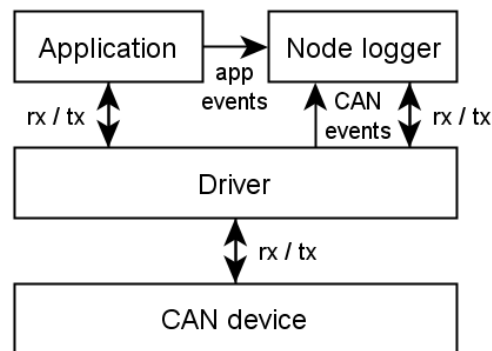 Application
Node logger
app
events
rx / tx
CAN
events
rx / tx
Driver
rx / tx
CAN device